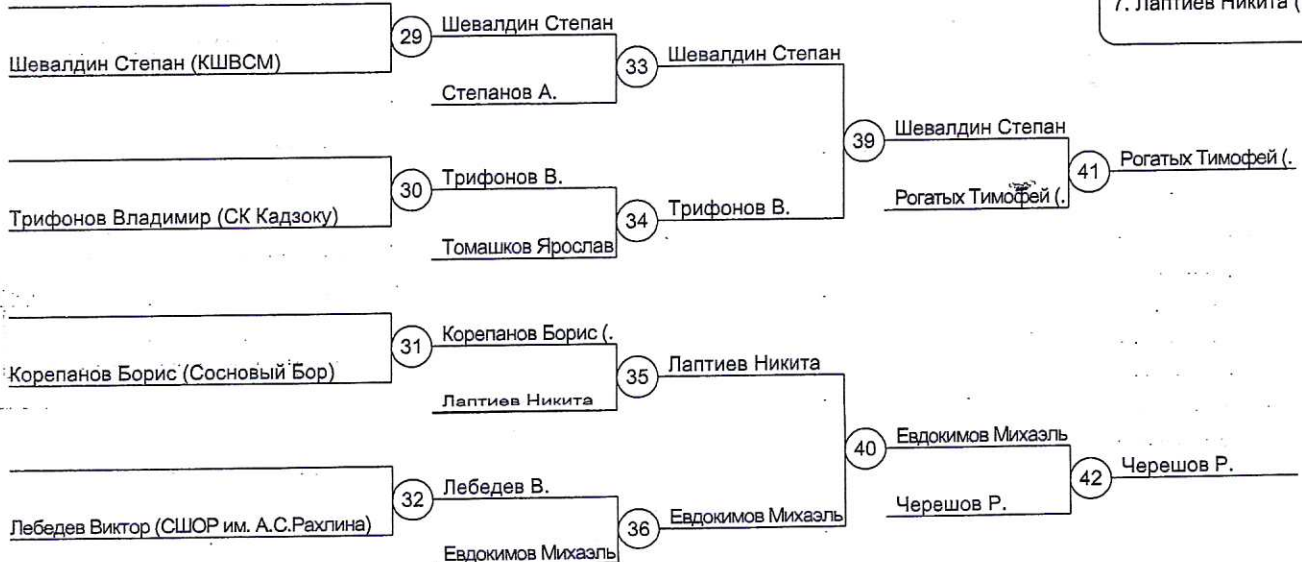 7. Лаптиев Никита (
29 Шевалдин Степан
Шевалдин Степан (КШВСМ)
33 Шевалдин Степан
Степанов А.
39 Шевалдин Степан
30 Трифонов В.
41 Рогатых Тимофей (.
Рогатых Тимофей (.
Трифонов Владимир (СК Кадзоку)
34 Трифонов В.
Томашков Ярослав
31 Корепанов Борис (.
Корепанов Борис (Сосновый Бор)
35 Лаптиев Никита
Лаптиев Никита
40 Евдокимов Михаэль
32 Лебедев В.
42 Черешов Р.
Черешов Р.
Лебедев Виктор (СШОР им. А.С.Рахлина)
36 Евдокимов Михаэль
Евдокимов Михаэль